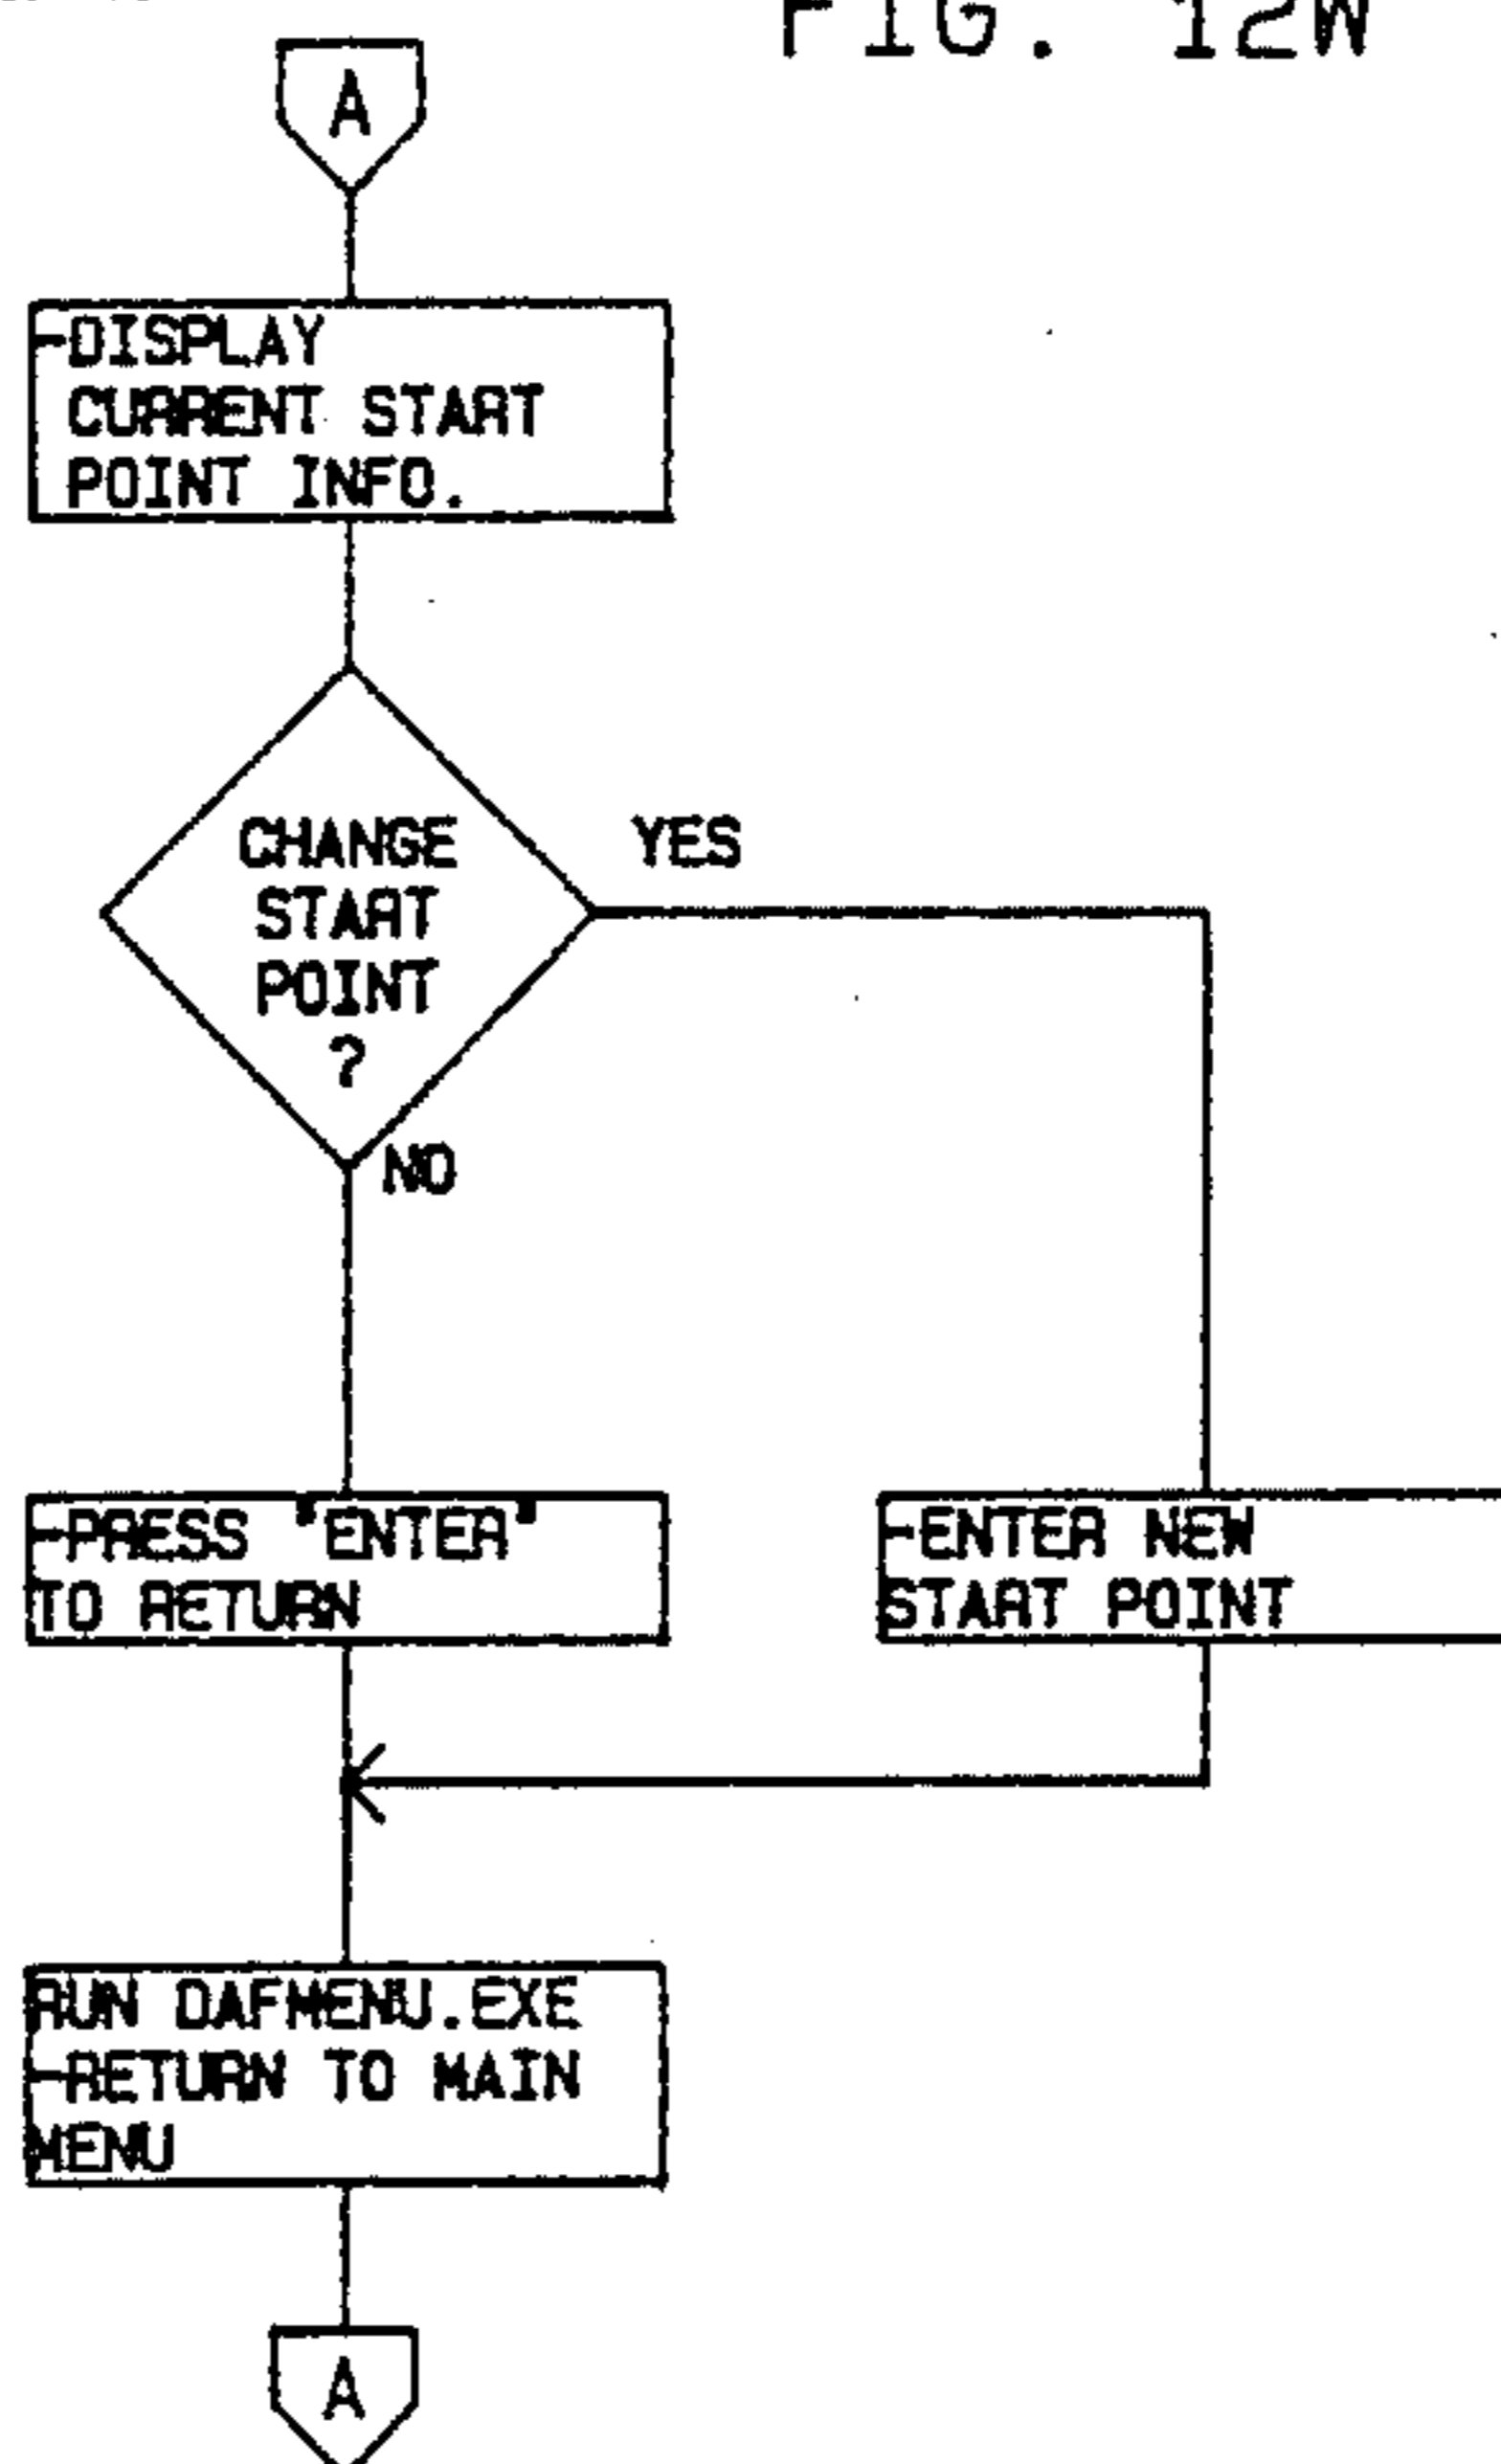 FIG. 12W
A
-DISPLAY
CURRENT START
POINT INFO.
CHANGE
START
POINT
?
YES
NO
-PRESS "ENTER"
TO RETURN
-ENTER NEW
START POINT
RUN DAFMENU.EXE
-RETURN TO MAIN
MENU
A